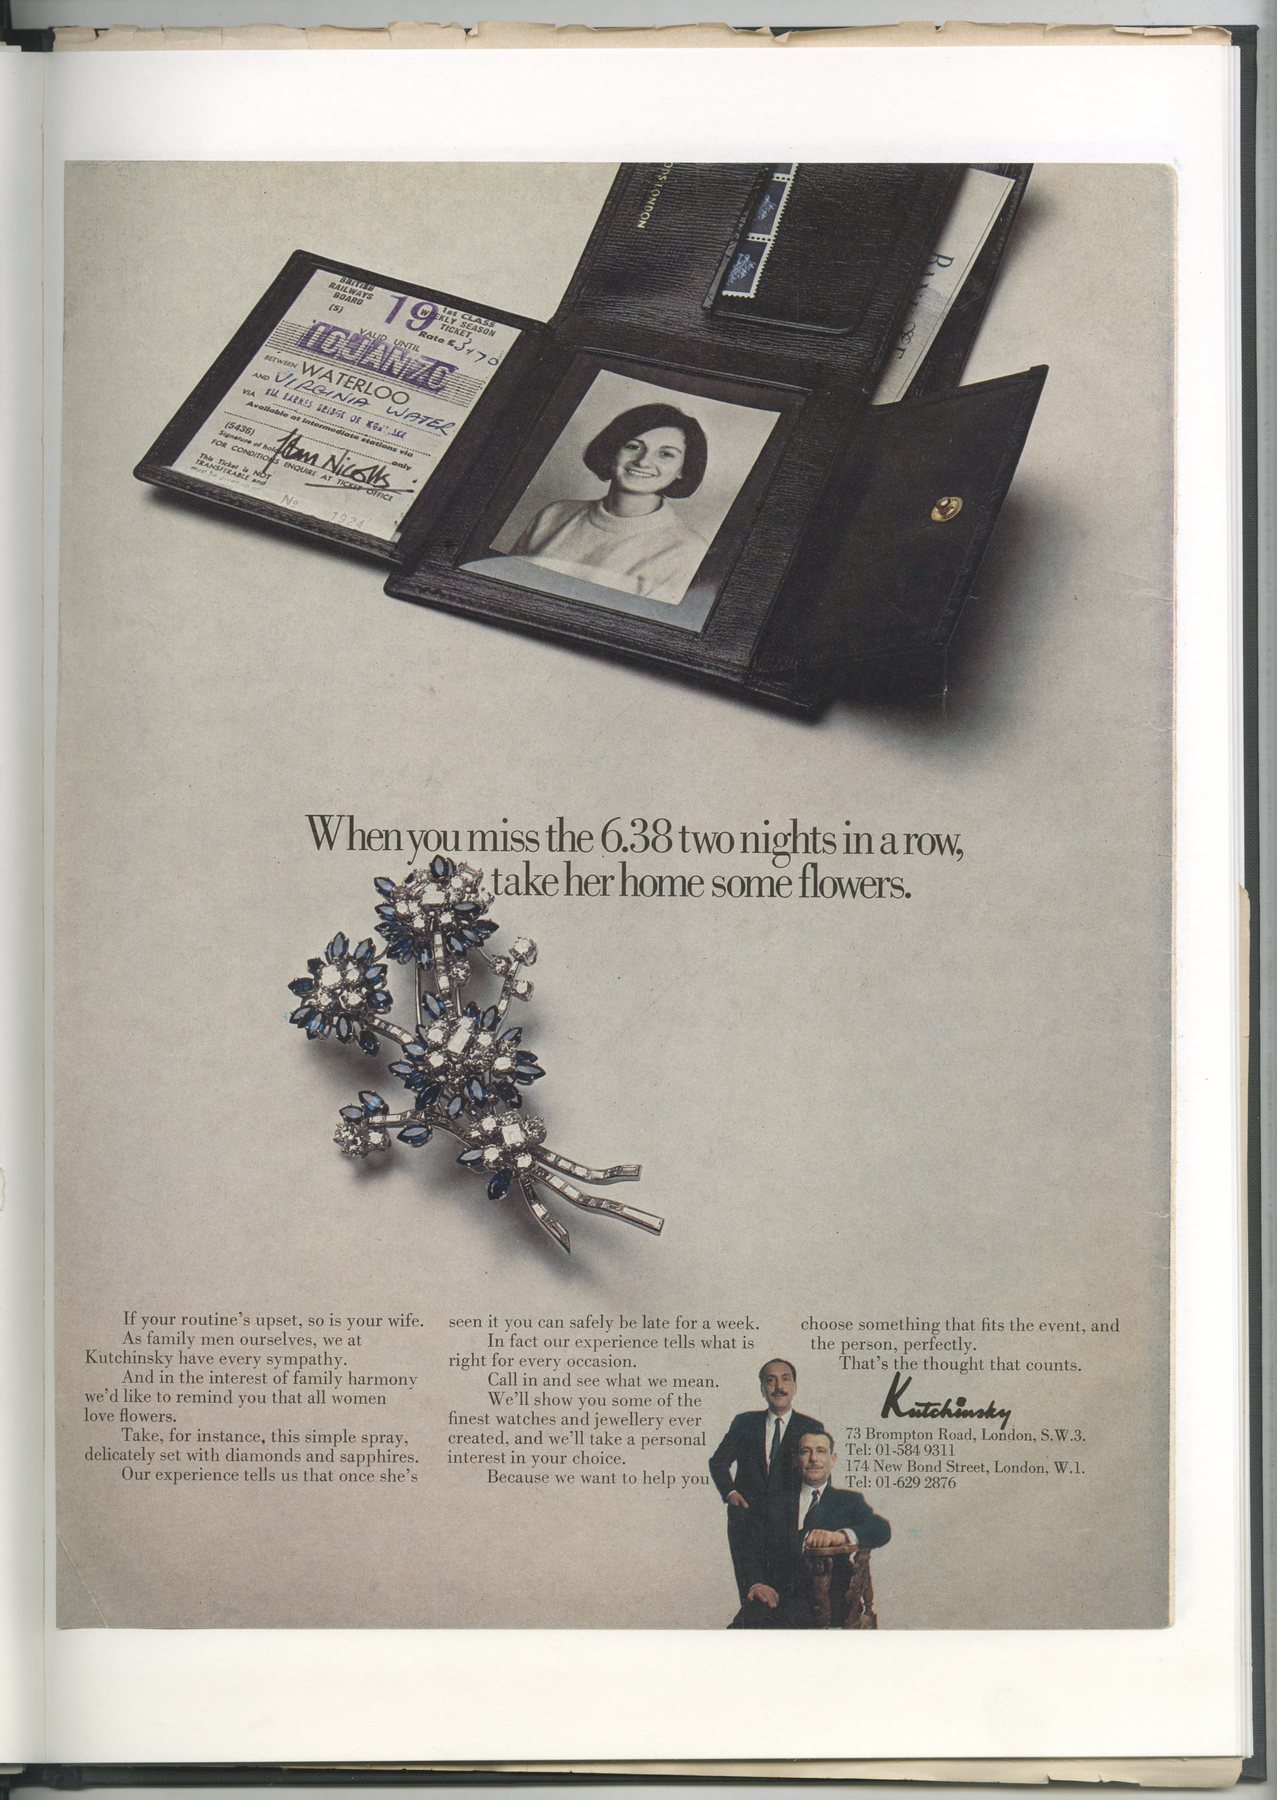 NOUND LONDON
BANK OF E
BRITISH
RAILWAYS
BOARD
(S)
19
1st CLASS
WEEKLY SEASON
TICKET
Rate £3/70
VALID UNTIL
10JAN70
BETWEEN WATERLOO
AND VIRGINIA WATER
VIA
Available at intermediate stations via
only
(5436)
Signature of holder
FOR CONDITIONS ENQUIRE AT TICKET OFFICE
This Ticket is NOT
TRANSFERABLE and
must be given up
No 1924
When you miss the 6.38 two nights in a row,
take her home some flowers.
If your routine's upset, so is your wife.
As family men ourselves, we at
Kutchinsky have every sympathy.
And in the interest of family harmony
we'd like to remind you that all women
love flowers.
Take, for instance, this simple spray,
delicately set with diamonds and sapphires.
Our experience tells us that once she's
seen it you can safely be late for a week.
In fact our experience tells what is
right for every occasion.
Call in and see what we mean.
We'll show you some of the
finest watches and jewellery ever
created, and we'll take a personal
interest in your choice.
Because we want to help you
choose something that fits the event, and
the person, perfectly.
That's the thought that counts.
Kutchinsky
73 Brompton Road, London, S.W.3.
Tel: 01-584 9311
174 New Bond Street, London, W.1.
Tel: 01-629 2876